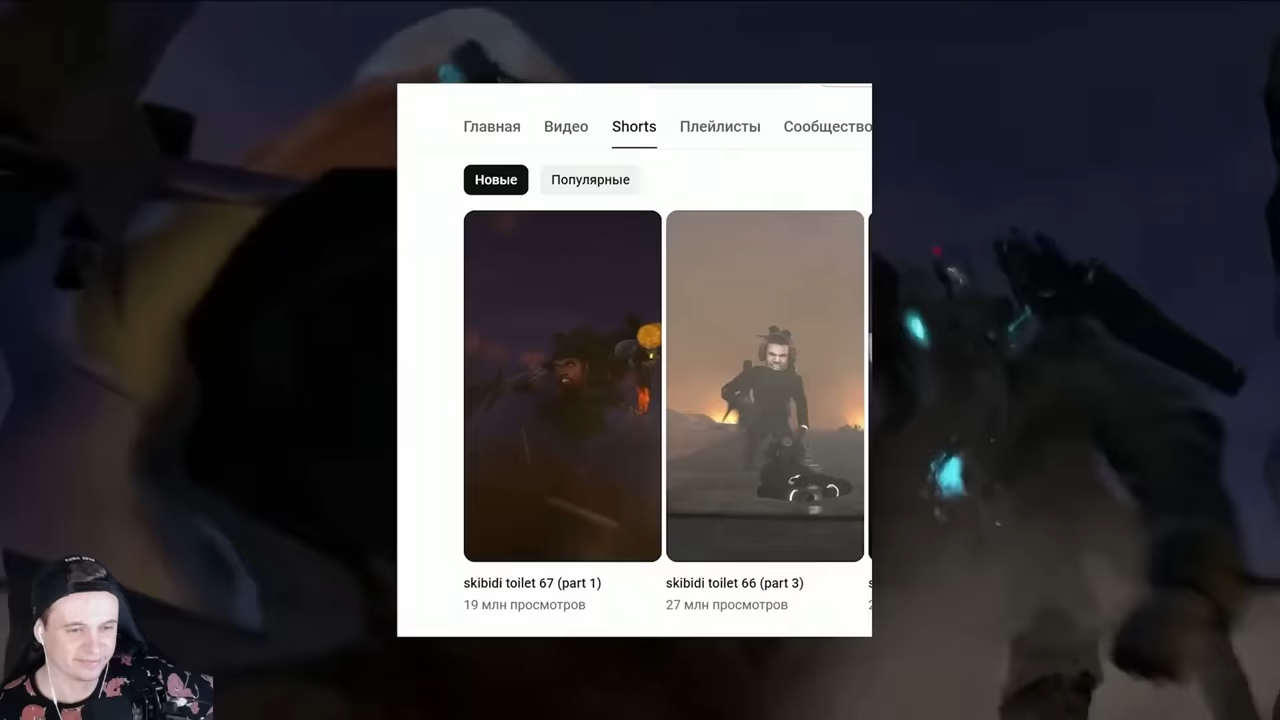 Главная Видео Shorts Плейлисты Сообщество
Новые Популярные
skibidi toilet 67 (part 1) skibidi toilet 66 (part 3)
19 млн просмотров 27 млн просмотров